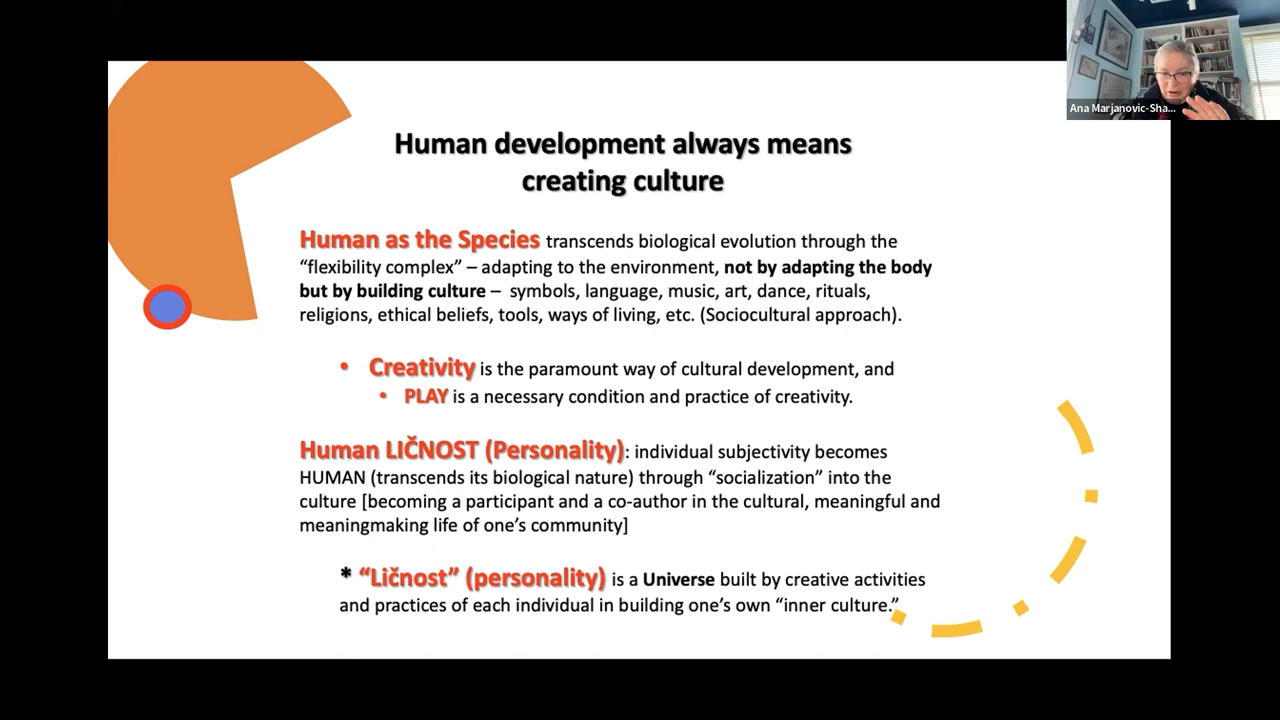 Ana Marjanovic-Sha...
Human development always means
creating culture
Human as the Species transcends biological evolution through the
“flexibility complex” – adapting to the environment, not by adapting the body
but by building culture – symbols, language, music, art, dance, rituals,
religions, ethical beliefs, tools, ways of living, etc. (Sociocultural approach).
• Creativity is the paramount way of cultural development, and
• PLAY is a necessary condition and practice of creativity.
Human LIČNOST (Personality): individual subjectivity becomes
HUMAN (transcends its biological nature) through “socialization” into the
culture [becoming a participant and a co-author in the cultural, meaningful and
meaningmaking life of one’s community]
* “Ličnost” (personality) is a Universe built by creative activities
and practices of each individual in building one’s own “inner culture.”